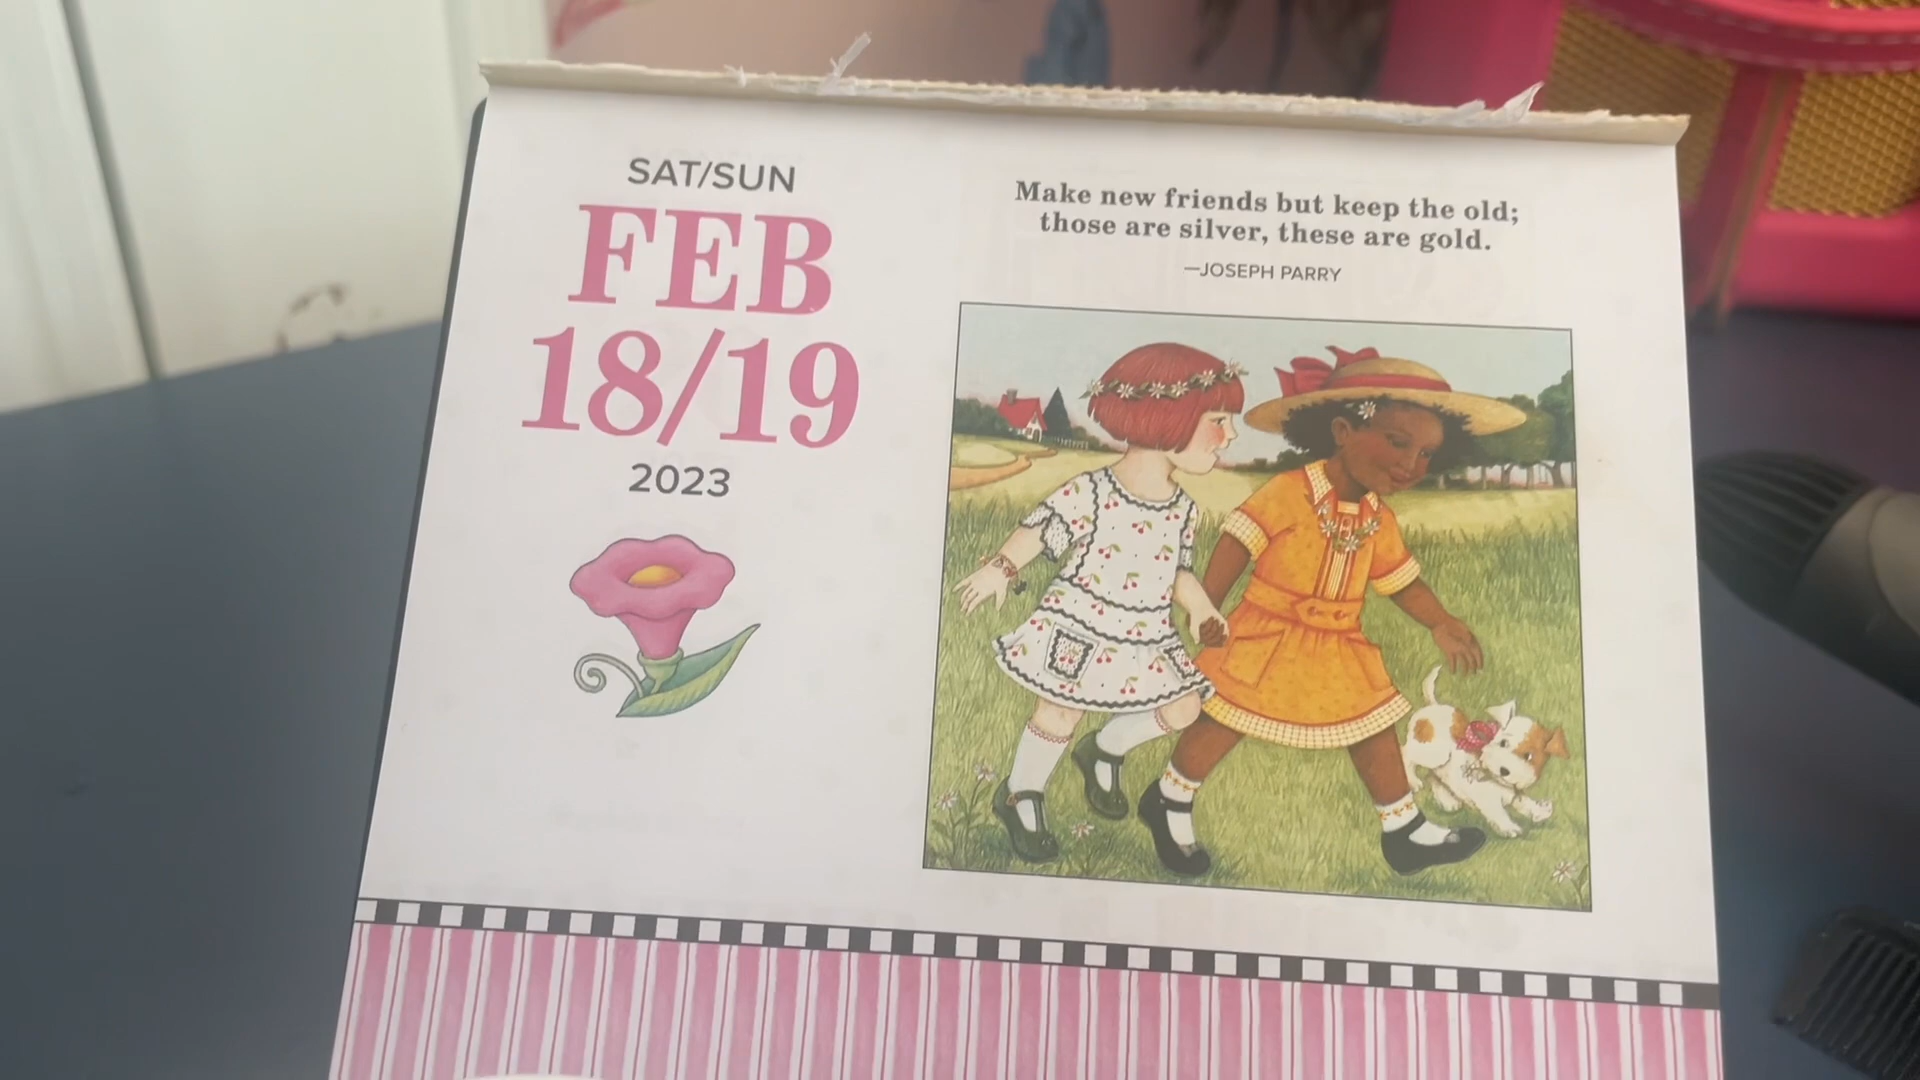 SAT/SUN
FEB
18/19
2023
Make new friends but keep the old;
those are silver, these are gold.
—JOSEPH PARRY